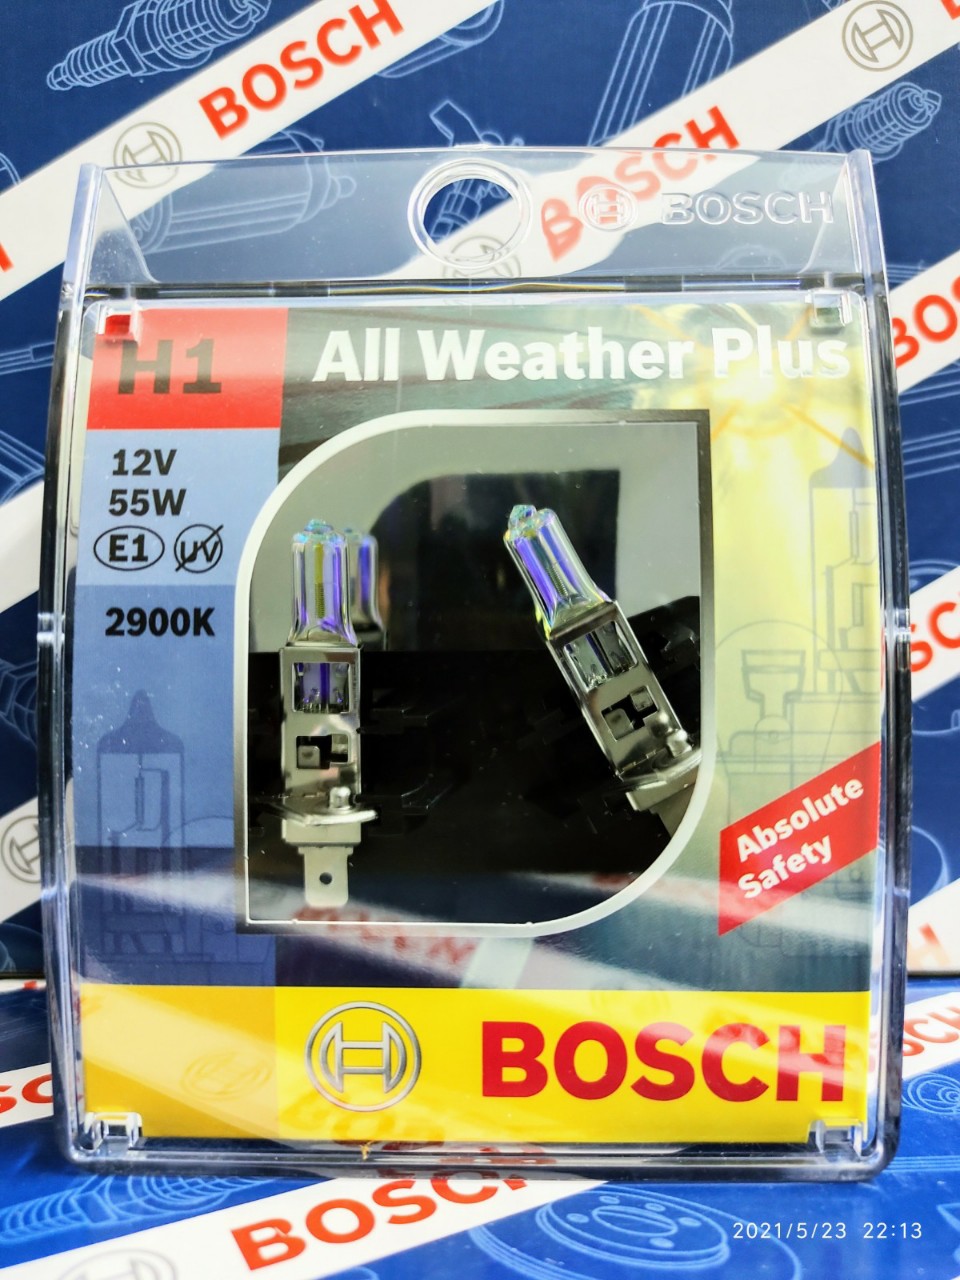 BOSCH
BOSCH
BOSCH
H1
All Weather Plus
12V
55W
E1 UV
2900K
Absolute
Safety
BOSCH
BOSCH
2021/5/23 22:13